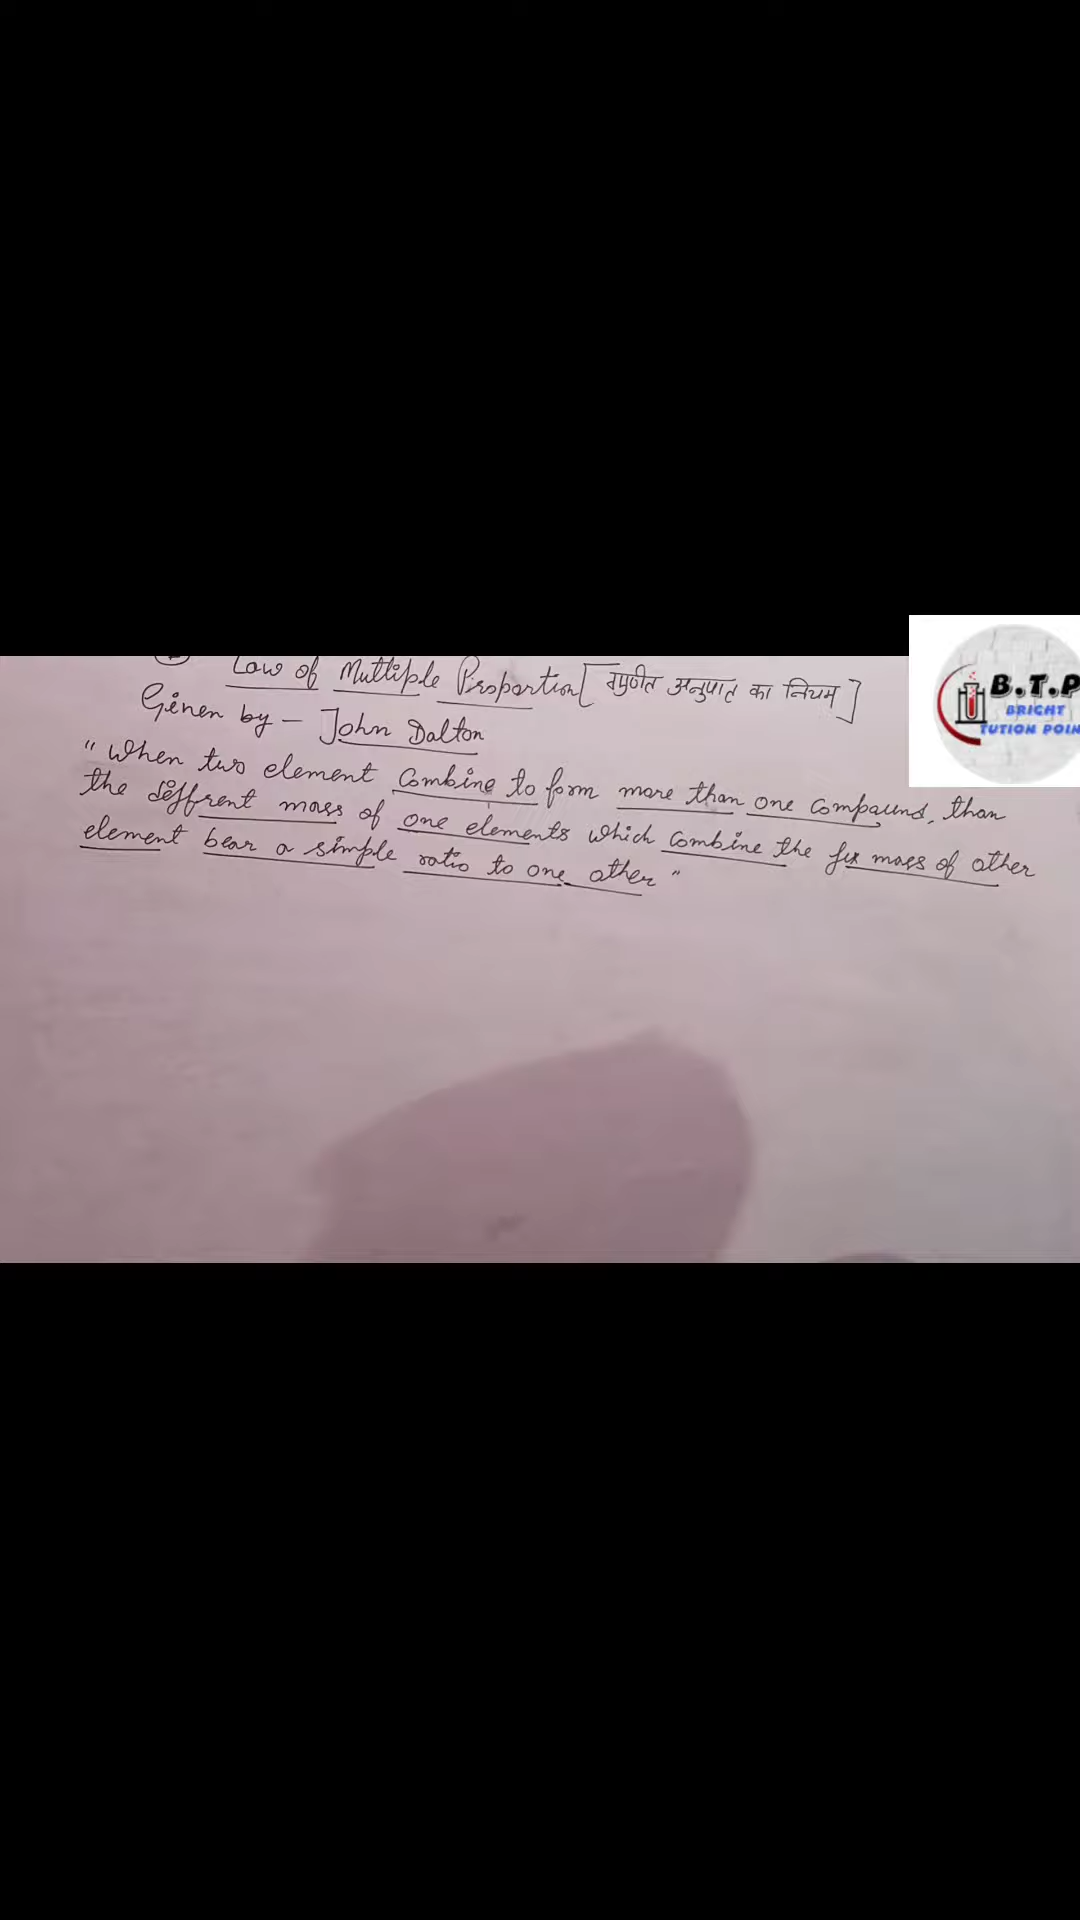 Law of Multiple Proportion [ गुणीत अनुपात का नियम ]
Ginen by - John Dalton
"When two element combine to form more than one compaund, than
the diffrent mass of one elements which combine the fix mass of other
element bear a simple ratio to one other"
B.T.P
BRIGHT
TUTION POIN